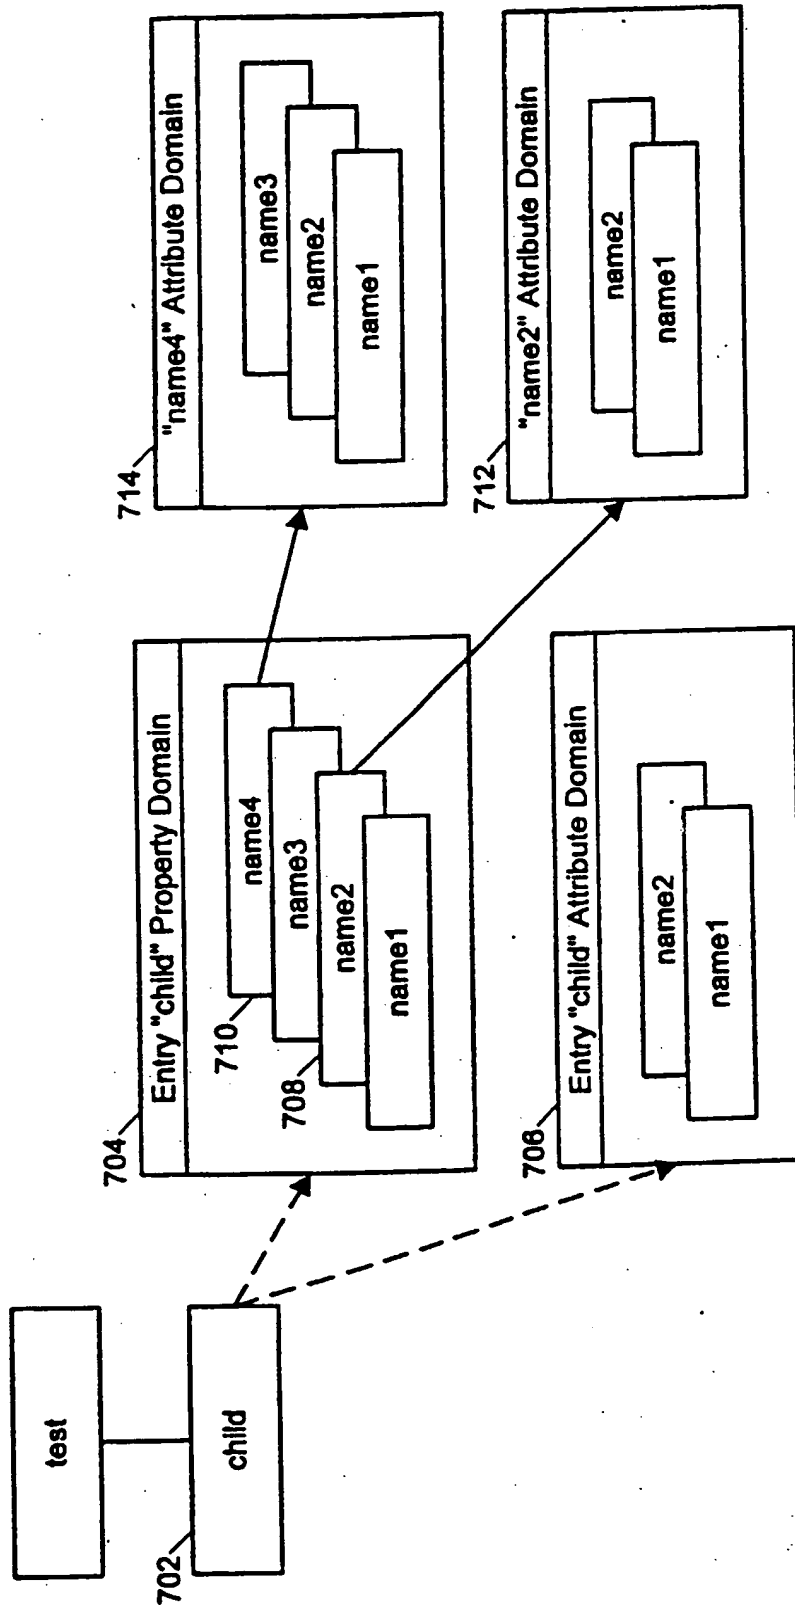 test
702
child
704
Entry "child" Property Domain
710
name4
name3
708
name2
name1
706
Entry "child" Attribute Domain
name2
name1
714
"name4" Attribute Domain
name3
name2
name1
712
"name2" Attribute Domain
name2
name1